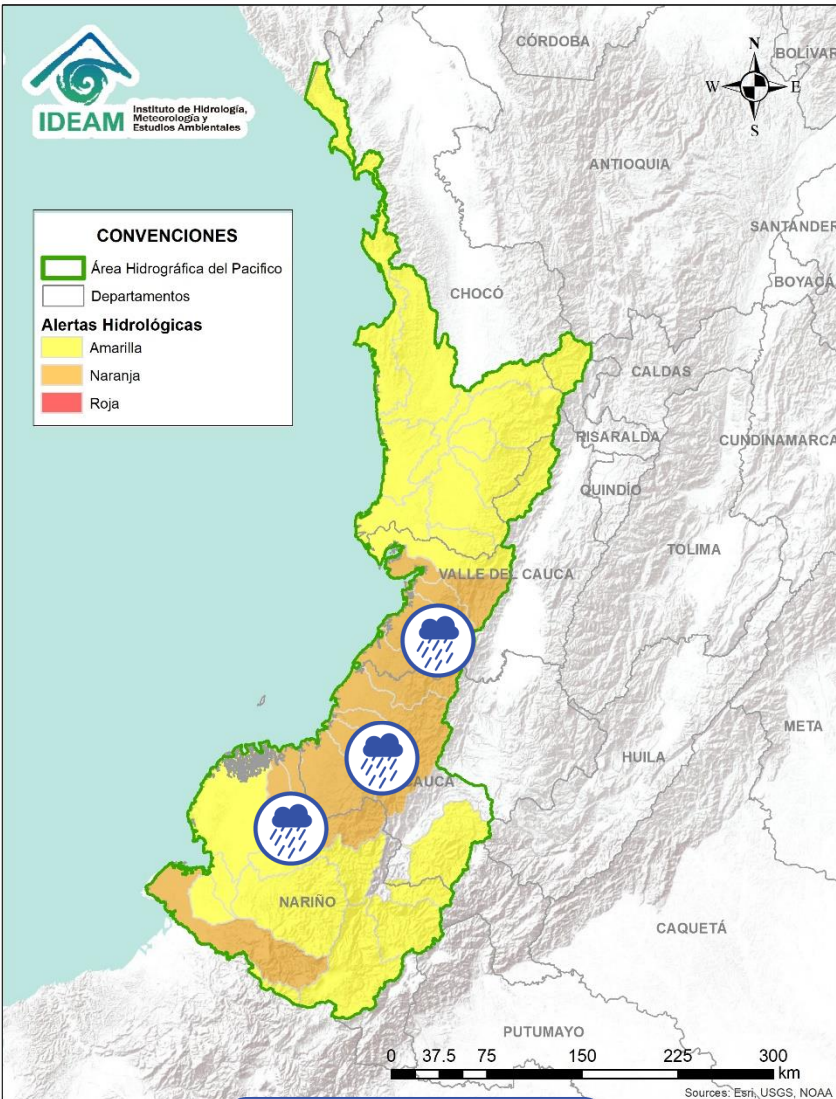 IDEAM
Instituto de Hidrología,
Meteorología y
Estudios Ambientales
CONVENCIONES
Área Hidrográfica del Pacifico
Departamentos
Alertas Hidrológicas
Amarilla
Naranja
Roja
N
W
E
S
CÓRDOBA
BOLÍVAR
ANTIOQUIA
SANTANDER
BOYACÁ
CHOCÓ
CALDAS
RISARALDA
CUNDINAMARCA
QUINDÍO
TOLIMA
VALLE DEL CAUCA
META
HUILA
CAUCA
NARIÑO
CAQUETÁ
PUTUMAYO
0 37.5 75 150 225 300
km
Sources: Esri, USGS, NOAA